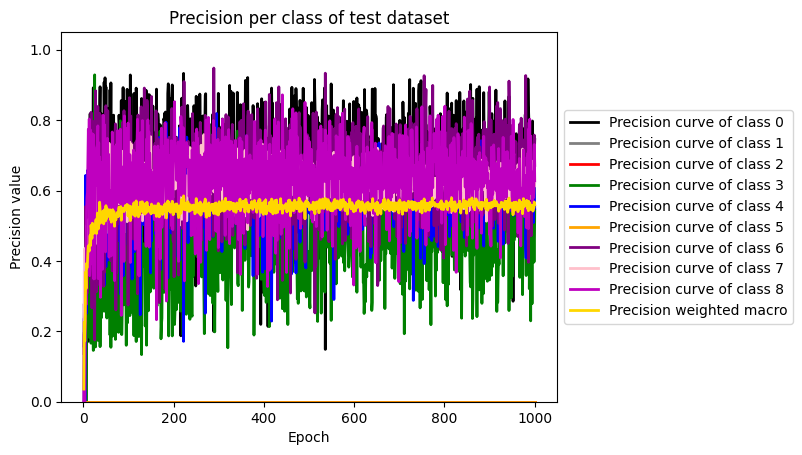 Precision per class of test dataset
Precision value
1.0
0.8
0.6
0.4
0.2
0.0
0
200
400
600
800
1000
Epoch
Precision curve of class 0
Precision curve of class 1
Precision curve of class 2
Precision curve of class 3
Precision curve of class 4
Precision curve of class 5
Precision curve of class 6
Precision curve of class 7
Precision curve of class 8
Precision weighted macro